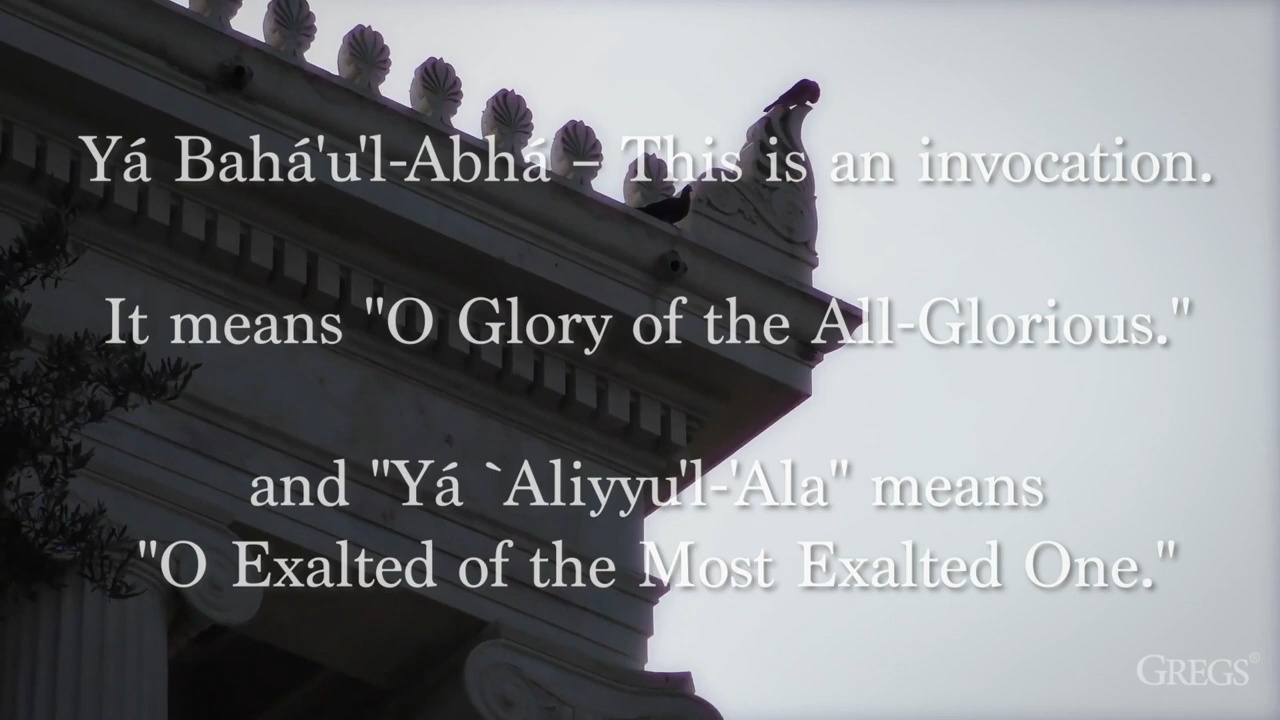 Yá Bahá'u'l-Abhá – This is an invocation.
It means "O Glory of the All-Glorious."
and "Yá `Aliyyu'l-'Ala" means
"O Exalted of the Most Exalted One."
GREGS®